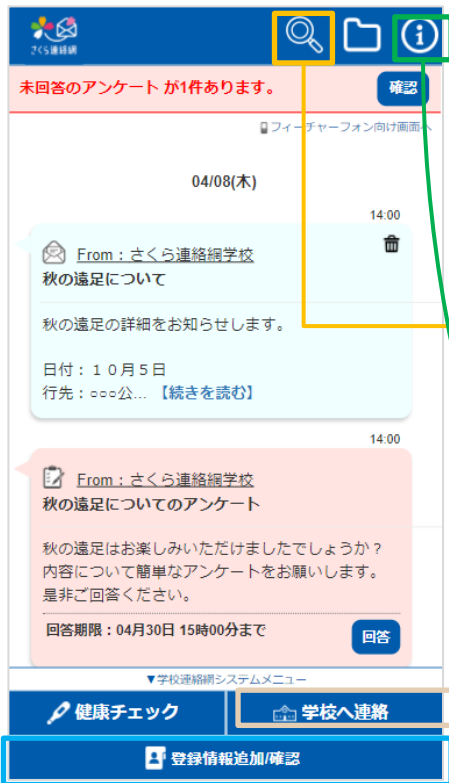 さくら連絡網
未回答のアンケート が1件あります。
確認
フィーチャーフォン向け画面へ
04/08(木)
14:00
From：さくら連絡網学校
秋の遠足について
秋の遠足の詳細をお知らせします。
日付：１０月５日
行先：○○○公... 【続きを読む】
14:00
From：さくら連絡網学校
秋の遠足についてのアンケート
秋の遠足はお楽しみいただけましたでしょうか？
内容について簡単なアンケートをお願いします。
是非ご回答ください。
回答期限：04月30日 15時00分まで
回答
▼学校連絡網システムメニュー
健康チェック
学校へ連絡
登録情報追加/確認